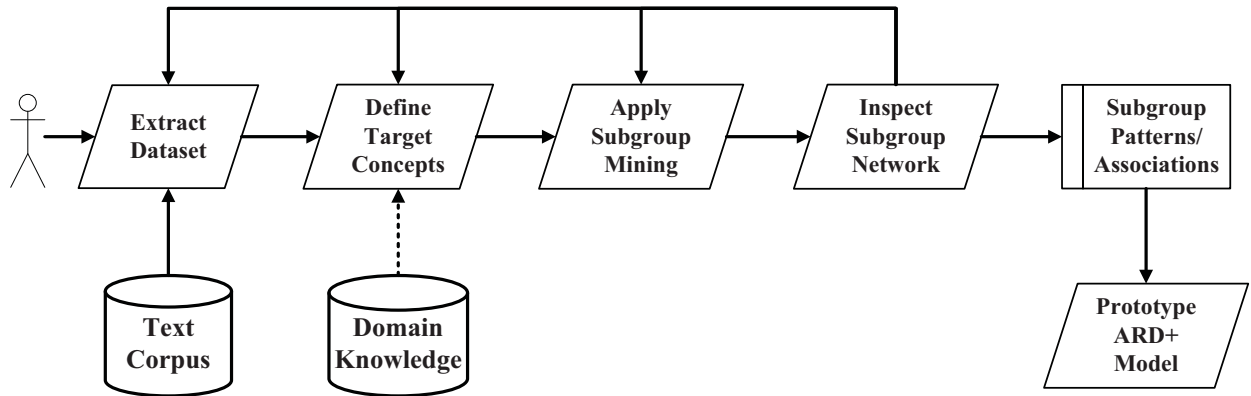 Extract
Dataset
Define
Target
Concepts
Apply
Subgroup
Mining
Inspect
Subgroup
Network
Subgroup
Patterns/
Associations
Text
Corpus
Domain
Knowledge
Prototype
ARD+
Model